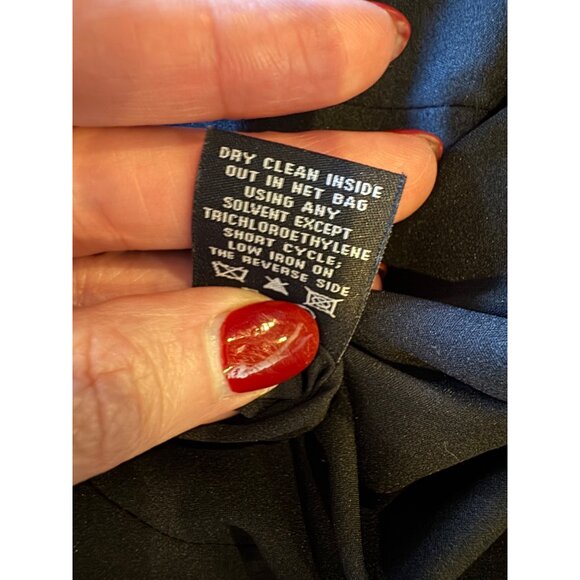 DRY CLEAN INSIDE
OUT IN NET BAG
USING ANY
SOLVENT EXCEPT
TRICHLOROETHYLENE
SHORT CYCLE;
LOW IRON ON
THE REVERSE SIDE